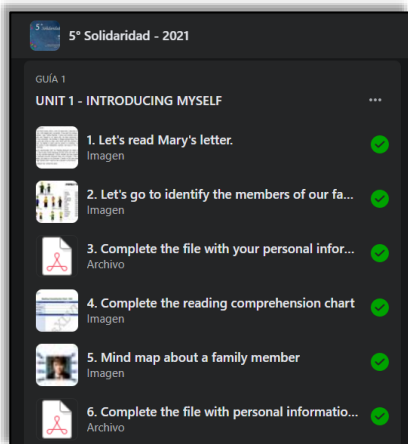 5° Solidaridad - 2021
GUÍA 1
UNIT 1 - INTRODUCING MYSELF
1. Let's read Mary's letter.
Imagen
2. Let's go to identify the members of our fa...
Imagen
3. Complete the file with your personal infor...
Archivo
4. Complete the reading comprehension chart
Imagen
5. Mind map about a family member
Imagen
6. Complete the file with personal informatio...
Archivo